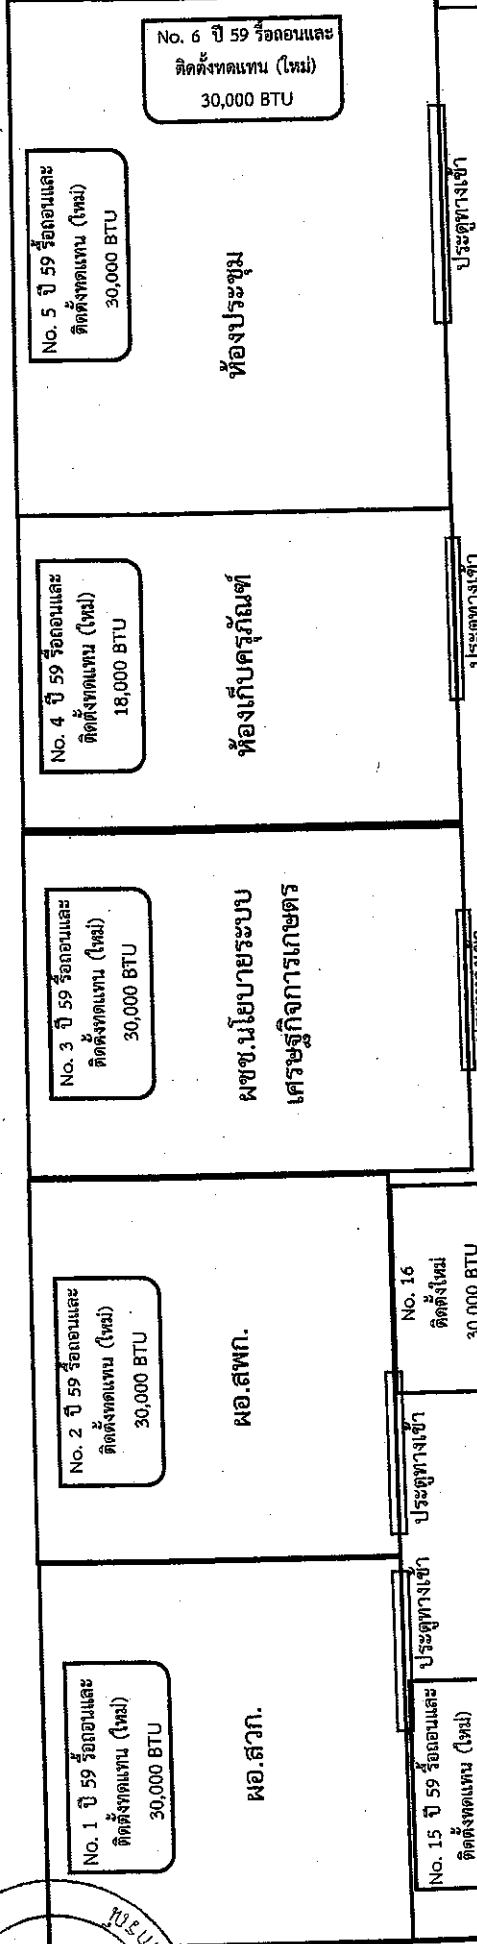 No. 6 ปี 59 รื้อถอนและ
ติดตั้งทดแทน (ใหม่)
30,000 BTU
No. 5 ปี 59 รื้อถอนและ
ติดตั้งทดแทน (ใหม่)
30,000 BTU
ห้องประชุม
ประตูทางเข้า
No. 4 ปี 59 รื้อถอนและ
ติดตั้งทดแทน (ใหม่)
18,000 BTU
ห้องเก็บครุภัณฑ์
ประตูทางเข้า
No. 3 ปี 59 รื้อถอนและ
ติดตั้งทดแทน (ใหม่)
30,000 BTU
ผชช.นโยบายระบบ
เศรษฐกิจการเกษตร
No. 2 ปี 59 รื้อถอนและ
ติดตั้งทดแทน (ใหม่)
30,000 BTU
ผอ.สพก.
No. 16
ติดตั้งใหม่
30,000 BTU
ประตูทางเข้า
ประตูทางเข้า
No. 1 ปี 59 รื้อถอนและ
ติดตั้งทดแทน (ใหม่)
30,000 BTU
ผอ.สวก.
No. 15 ปี 59 รื้อถอนและ
ติดตั้งทดแทน (ใหม่)